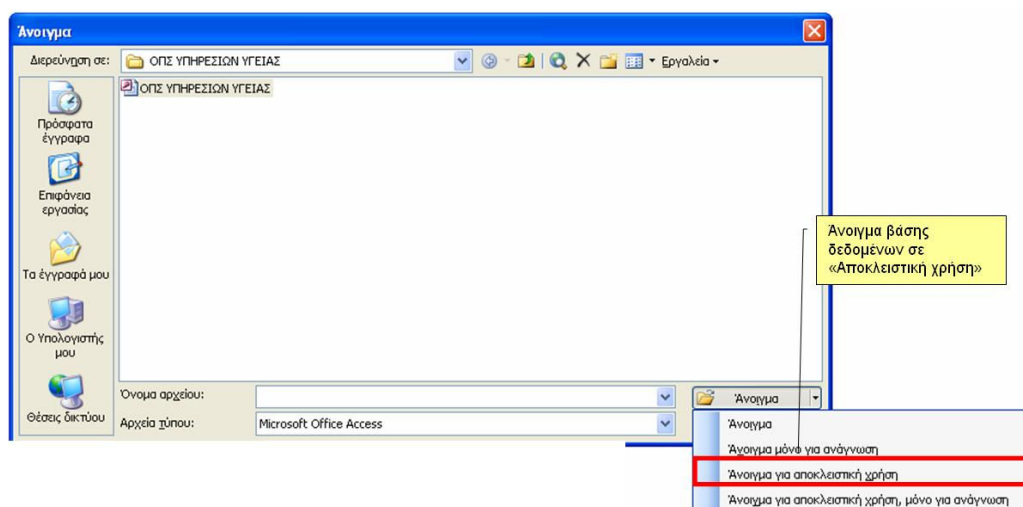 Άνοιγμα
Διερεύνηση σε:
ΟΠΣ ΥΠΗΡΕΣΙΩΝ ΥΓΕΙΑΣ
Εργαλεία
ΟΠΣ ΥΠΗΡΕΣΙΩΝ ΥΓΕΙΑΣ
Πρόσφατα
έγγραφα
Επιφάνεια
εργασίας
Τα έγγραφά μου
Ο Υπολογιστής
μου
Θέσεις δικτύου
Άνοιγμα βάσης
δεδομένων σε
«Αποκλειστική χρήση»
Όνομα αρχείου:
Άνοιγμα
Αρχεία τύπου:
Microsoft Office Access
Άνοιγμα
Άνοιγμα μόνο για ανάγνωση
Άνοιγμα για αποκλειστική χρήση
Άνοιγμα για αποκλειστική χρήση, μόνο για ανάγνωση